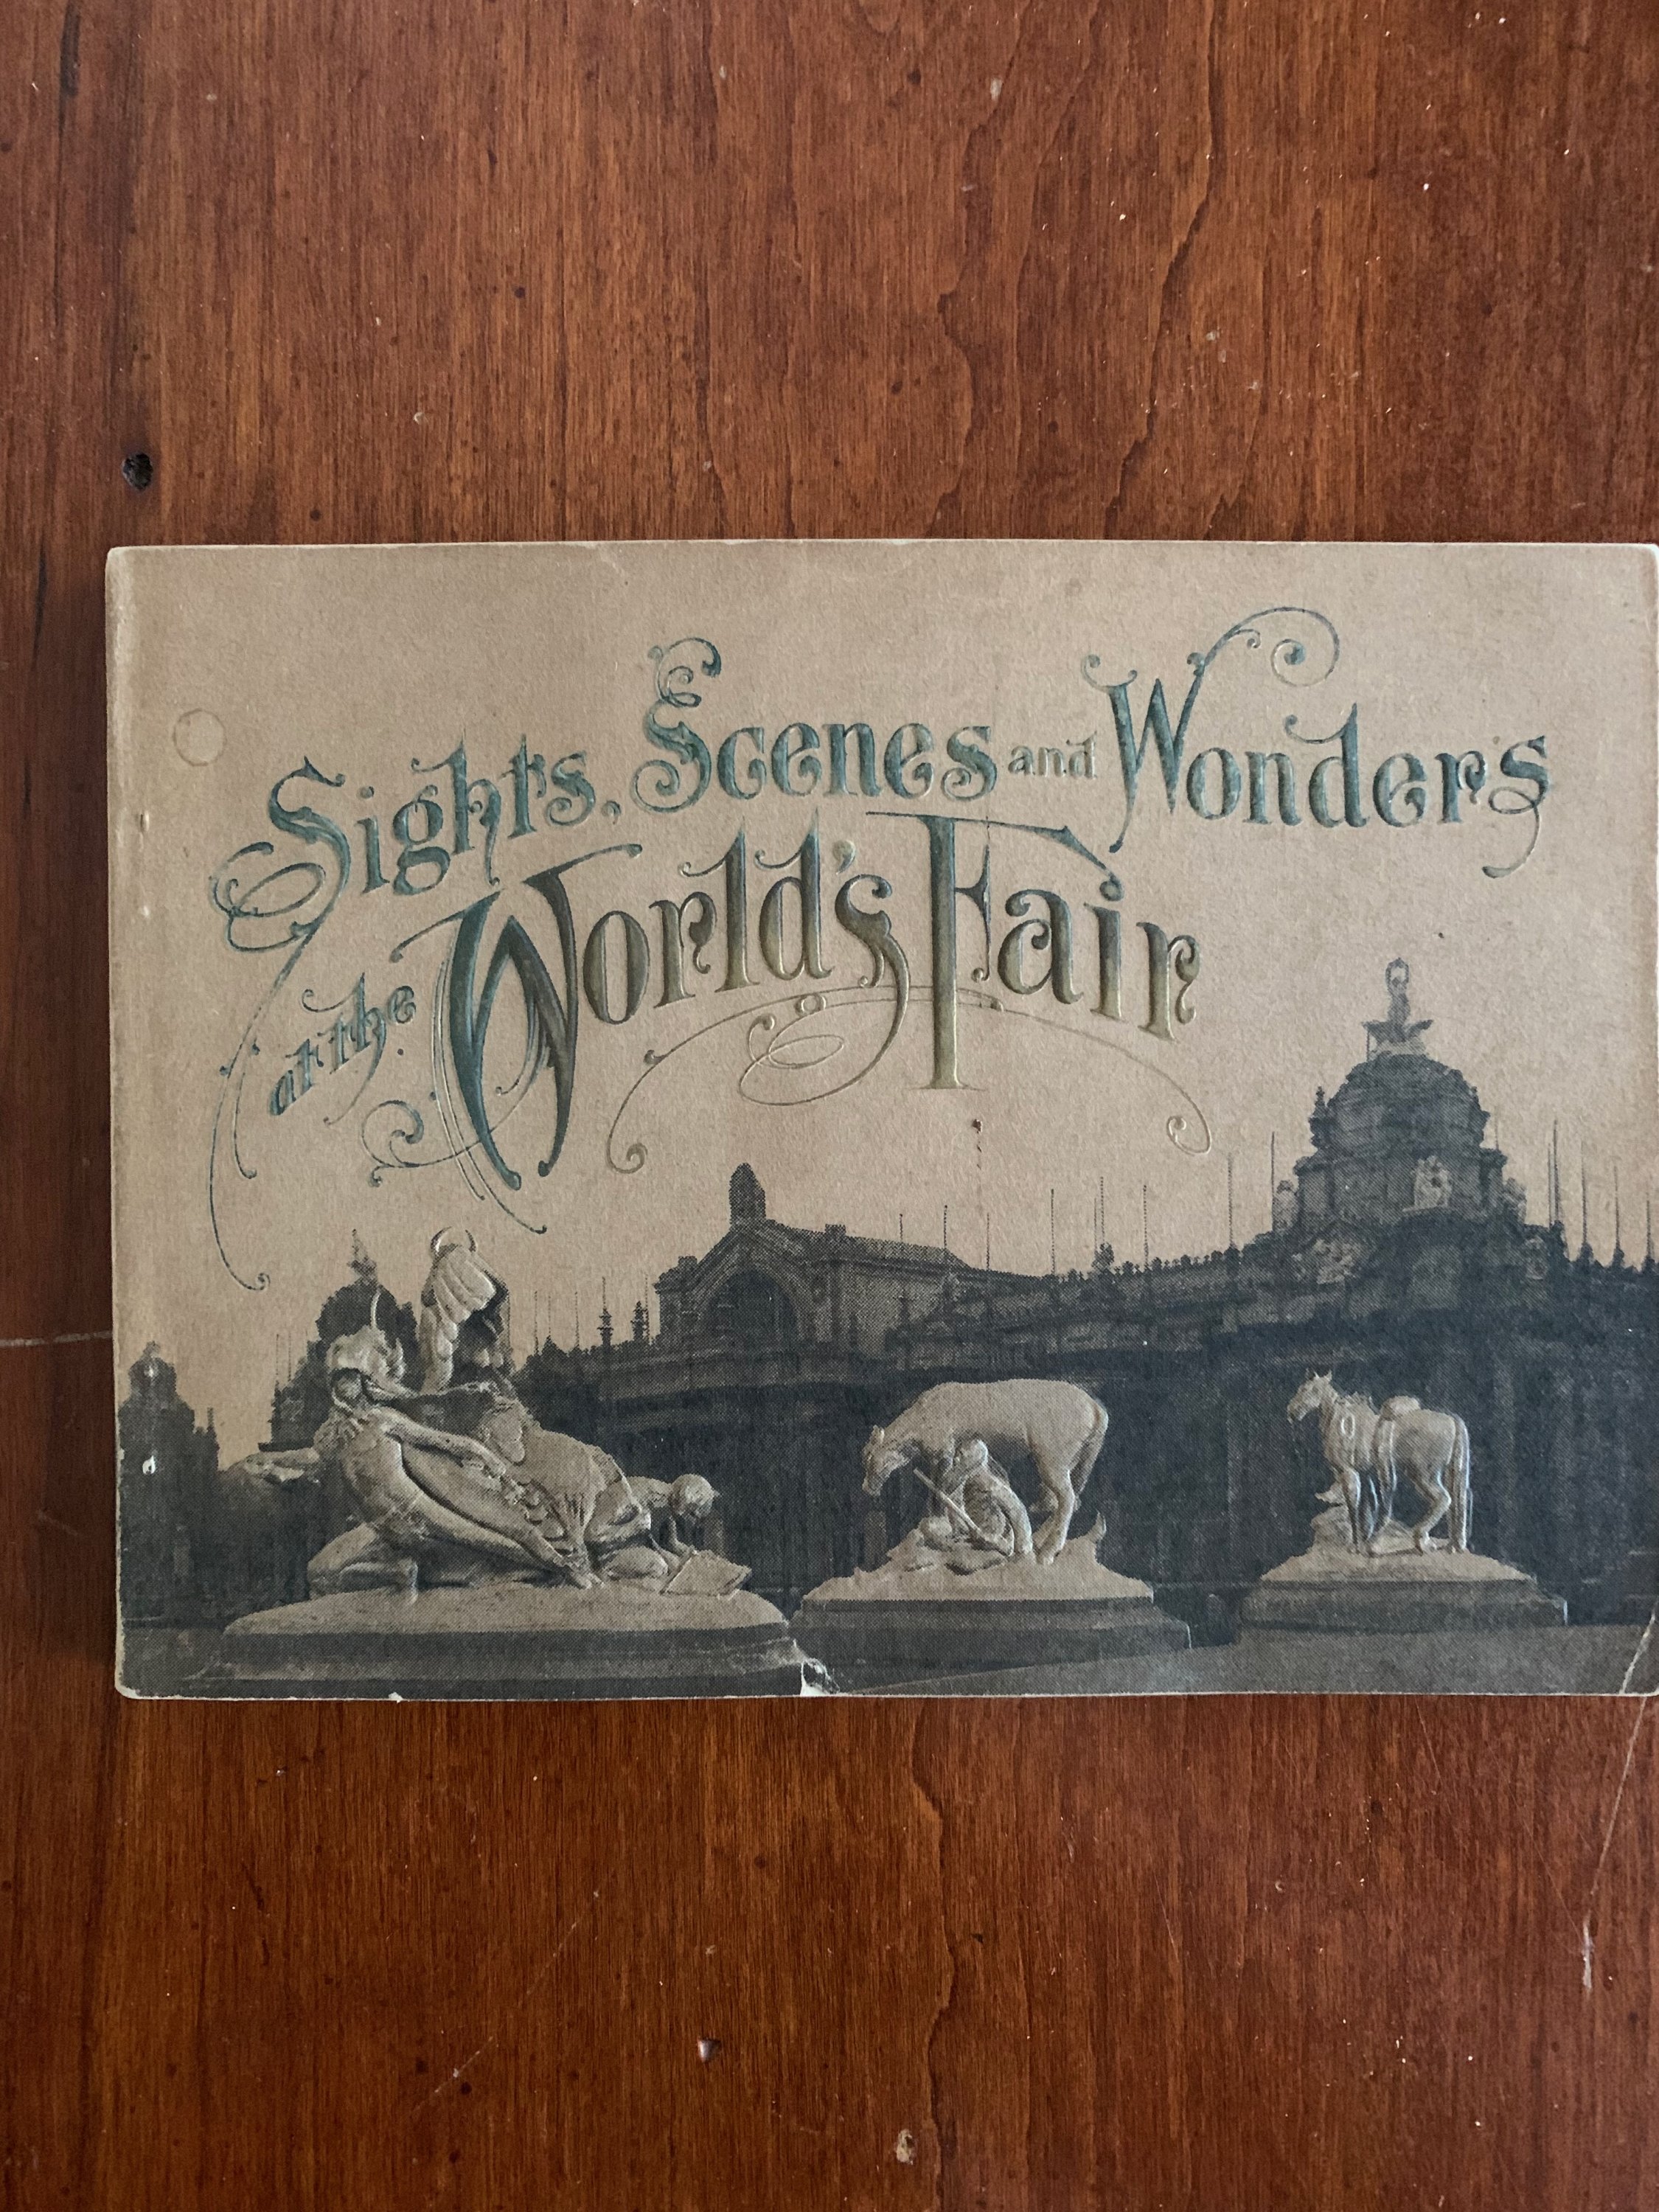 Sights, Scenes and Wonders
at the World's Fair